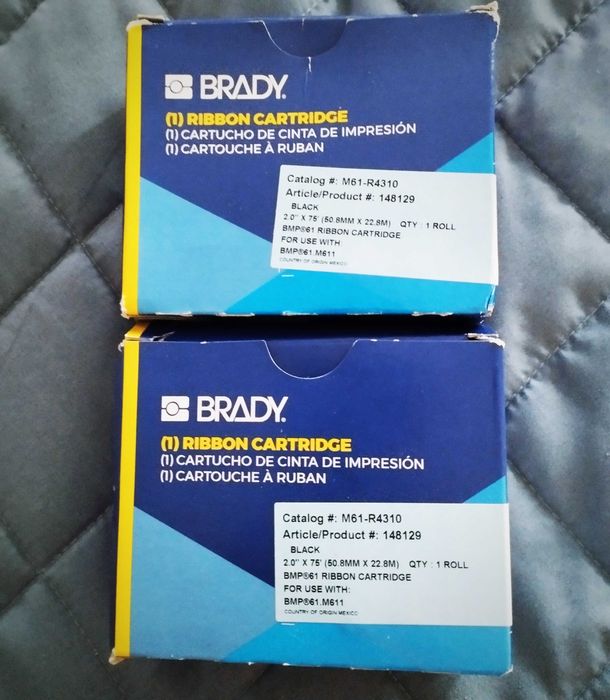 BRADY.
(1) RIBBON CARTRIDGE
(1) CARTUCHO DE CINTA DE IMPRESIÓN
(1) CARTOUCHE À RUBAN
Catalog #: M61-R4310
Article/Product #: 148129
BLACK
2.0" X 75' (50.8MM X 22.8M) QTY : 1 ROLL
BMP®61 RIBBON CARTRIDGE
FOR USE WITH:
BMP®61.M611
COUNTRY OF ORIGIN MEXICO
BRADY.
(1) RIBBON CARTRIDGE
(1) CARTUCHO DE CINTA DE IMPRESIÓN
(1) CARTOUCHE À RUBAN
Catalog #: M61-R4310
Article/Product #: 148129
BLACK
2.0" X 75' (50.8MM X 22.8M) QTY : 1 ROLL
BMP®61 RIBBON CARTRIDGE
FOR USE WITH:
BMP®61.M611
COUNTRY OF ORIGIN MEXICO